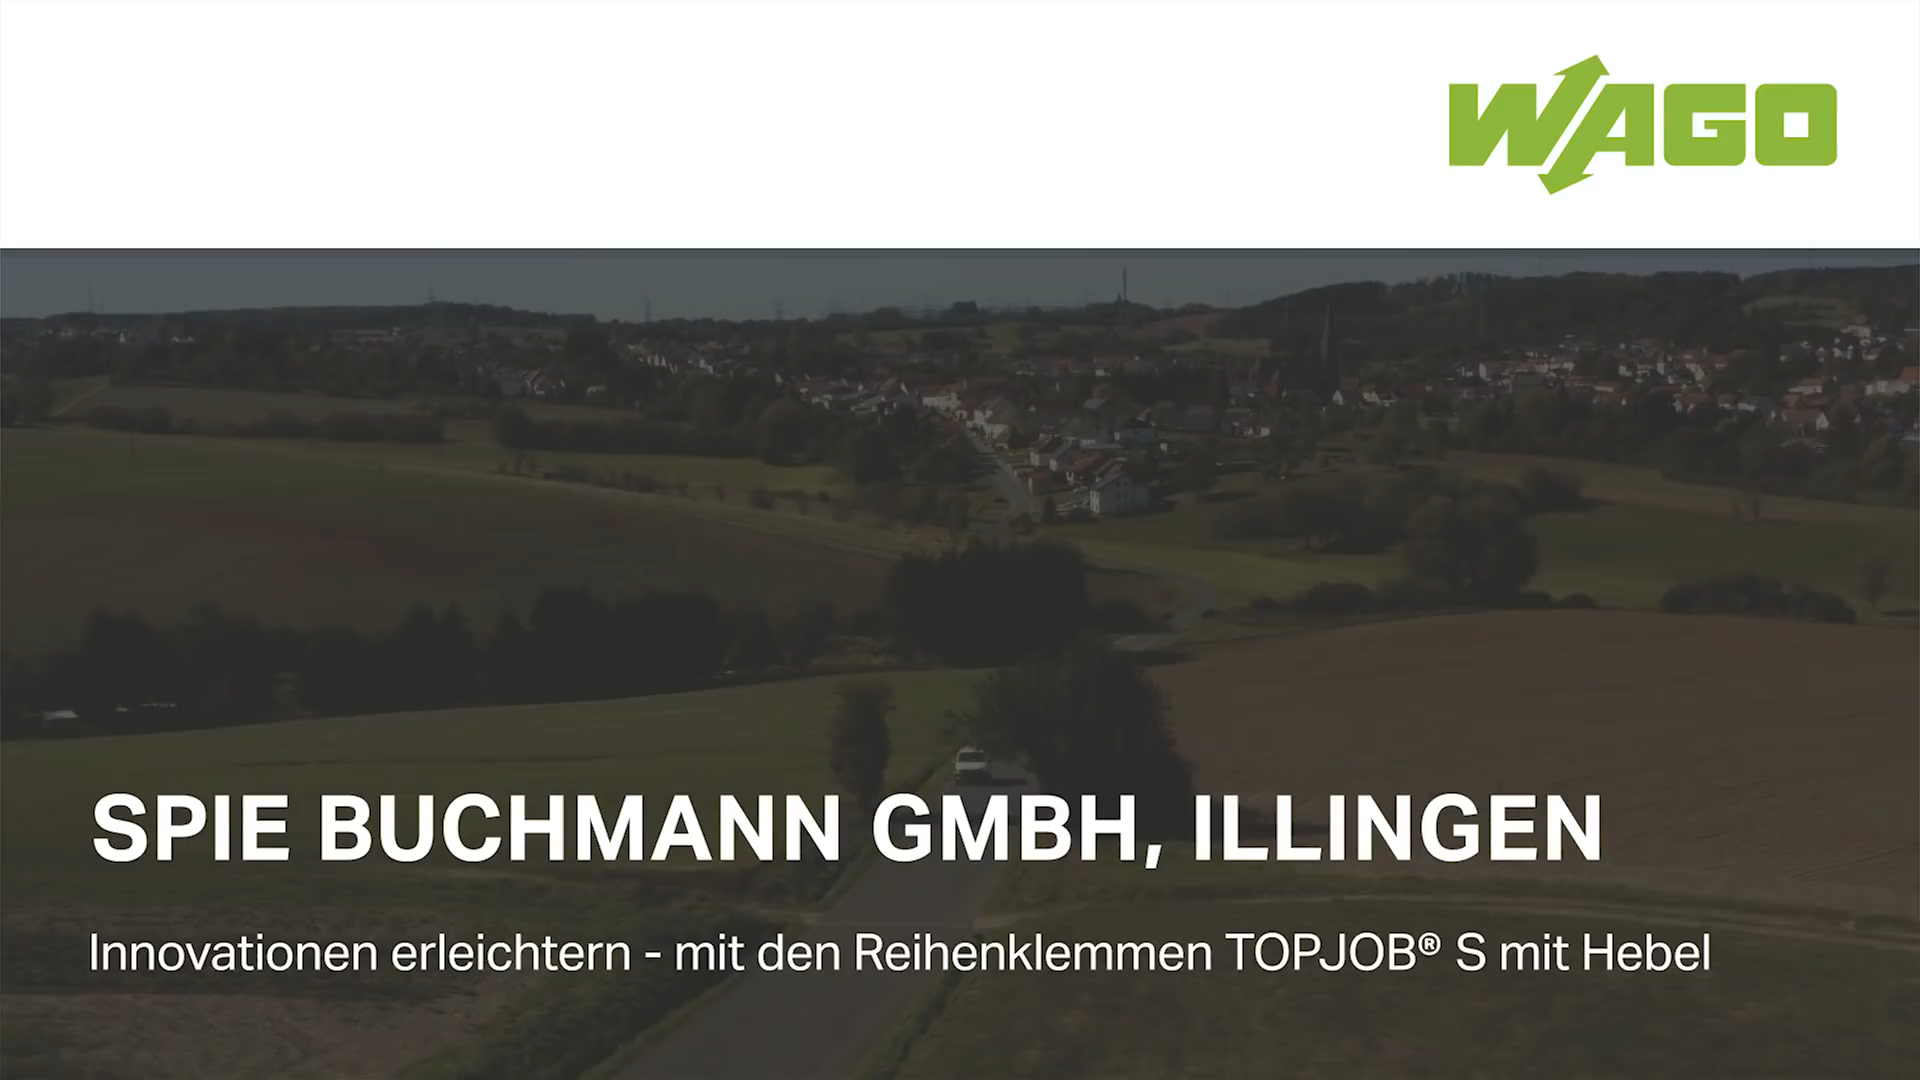 WAGO
SPIE BUCHMANN GMBH, ILLINGEN
Innovationen erleichtern - mit den Reihenklemmen TOPJOB® S mit Hebel